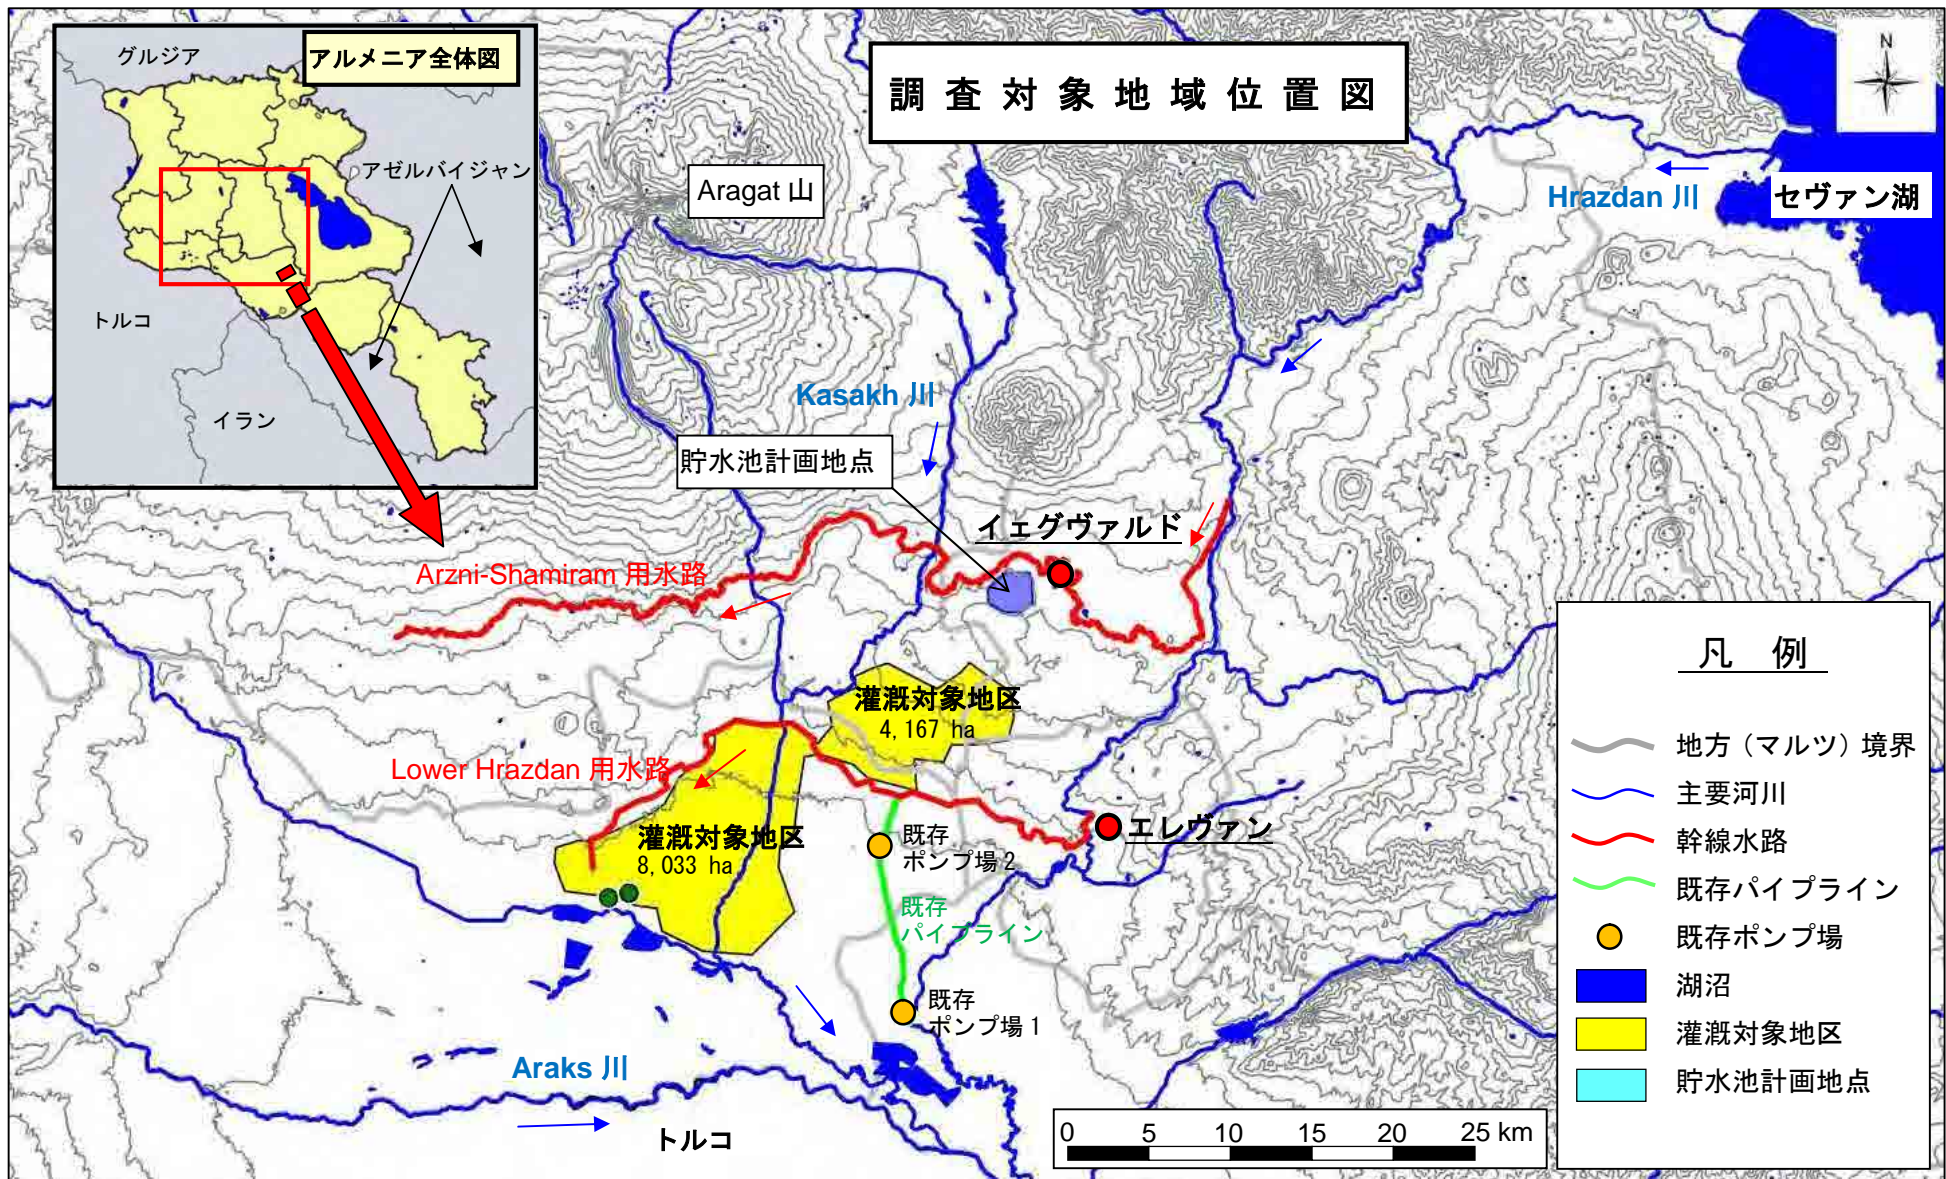 調査対象地域位置図
アルメニア全体図
グルジア
アゼルバイジャン
トルコ
イラン
N
Aragat 山
Hrazdan 川
セヴァン湖
Kasakh 川
貯水池計画地点
イェグヴァルド
Arzni-Shamiram 用水路
灌漑対象地区
4,167 ha
Lower Hrazdan 用水路
灌漑対象地区
8,033 ha
エレヴァン
既存
ポンプ場 2
既存
パイプライン
既存
ポンプ場 1
Araks 川
トルコ
0 5 10 15 20 25 km
凡 例
地方（マルツ）境界
主要河川
幹線水路
既存パイプライン
既存ポンプ場
湖沼
灌漑対象地区
貯水池計画地点